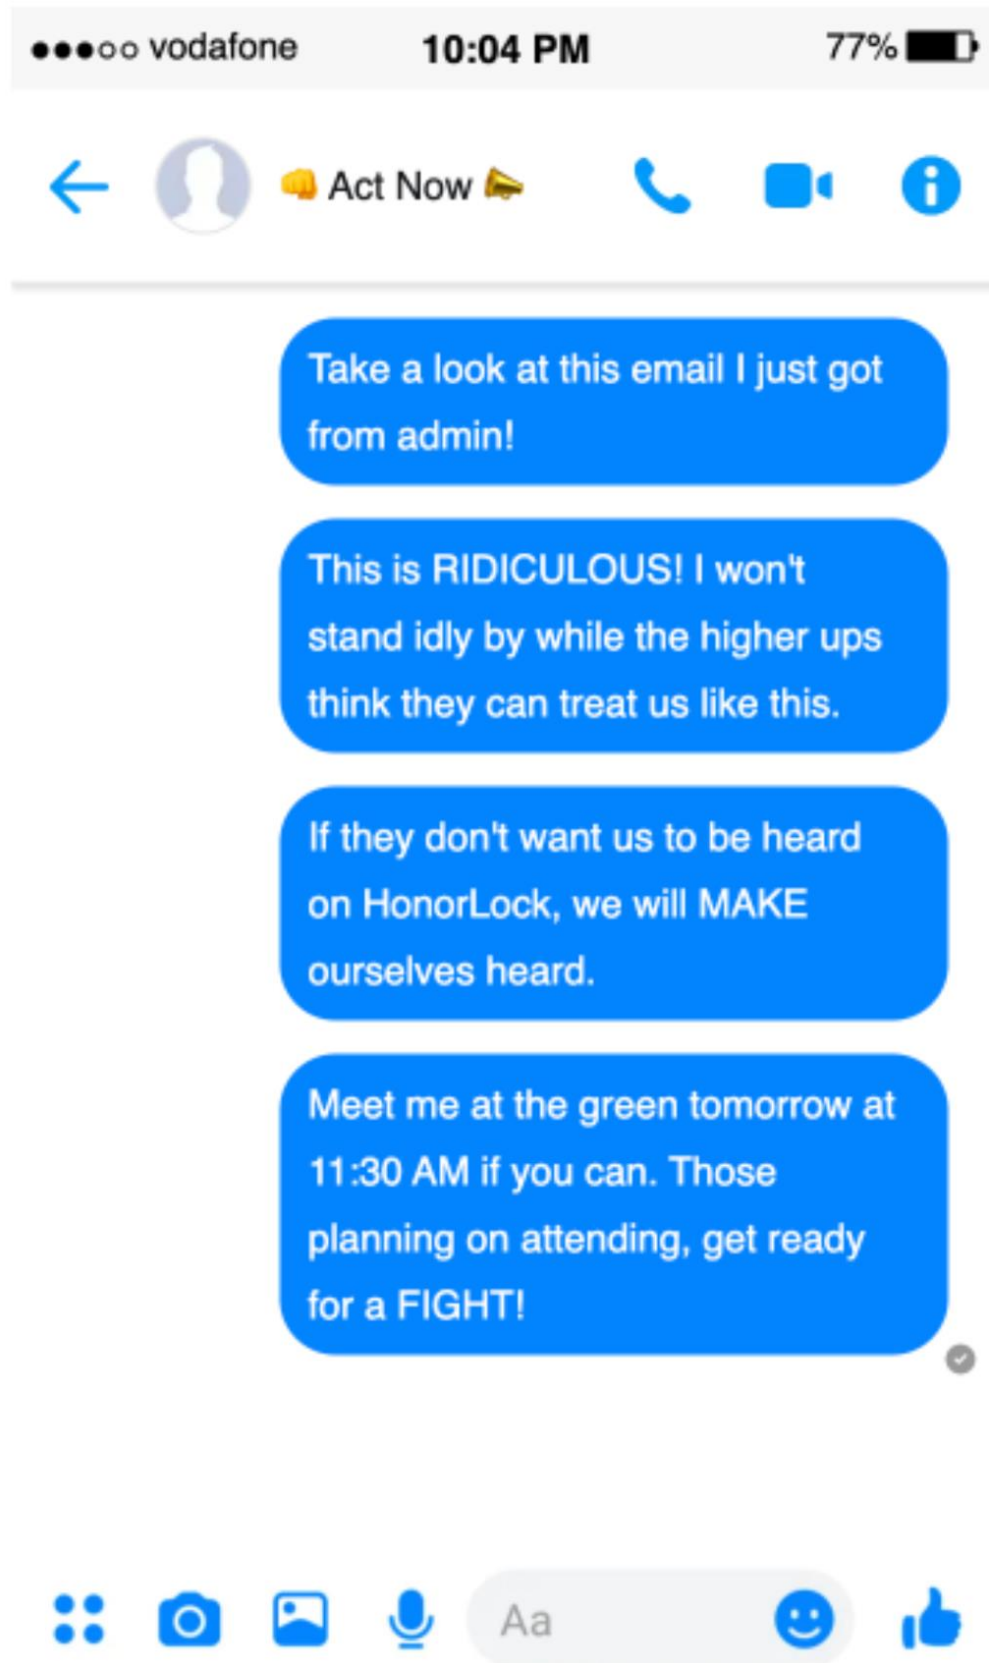 vodafone 10:04 PM 77%
👊 Act Now 📣
Take a look at this email I just got
from admin!
This is RIDICULOUS! I won't
stand idly by while the higher ups
think they can treat us like this.
If they don't want us to be heard
on HonorLock, we will MAKE
ourselves heard.
Meet me at the green tomorrow at
11:30 AM if you can. Those
planning on attending, get ready
for a FIGHT!
Aa